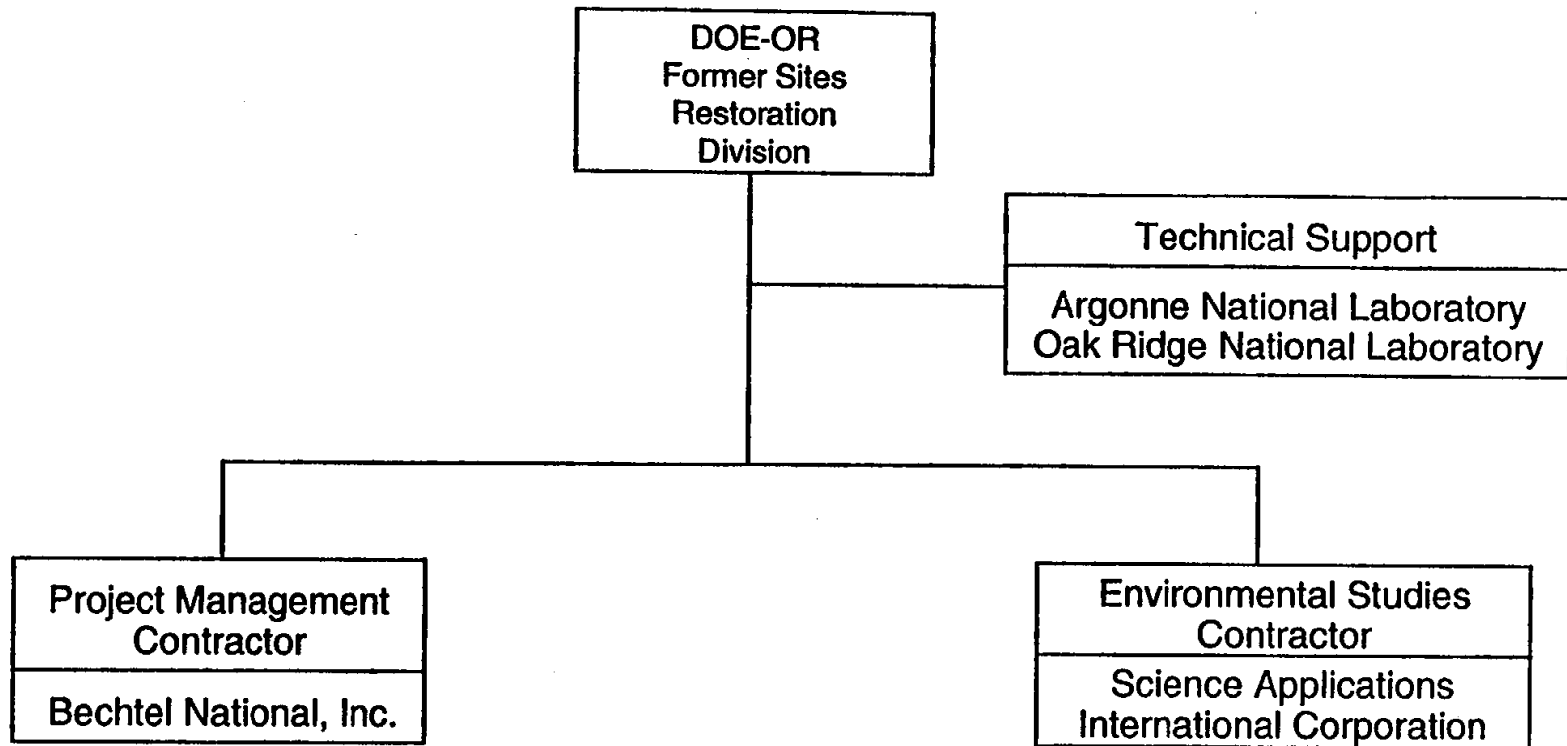 DOE-OR
Former Sites
Restoration
Division
Technical Support
Argonne National Laboratory
Oak Ridge National Laboratory
Project Management
Contractor
Bechtel National, Inc.
Environmental Studies
Contractor
Science Applications
International Corporation